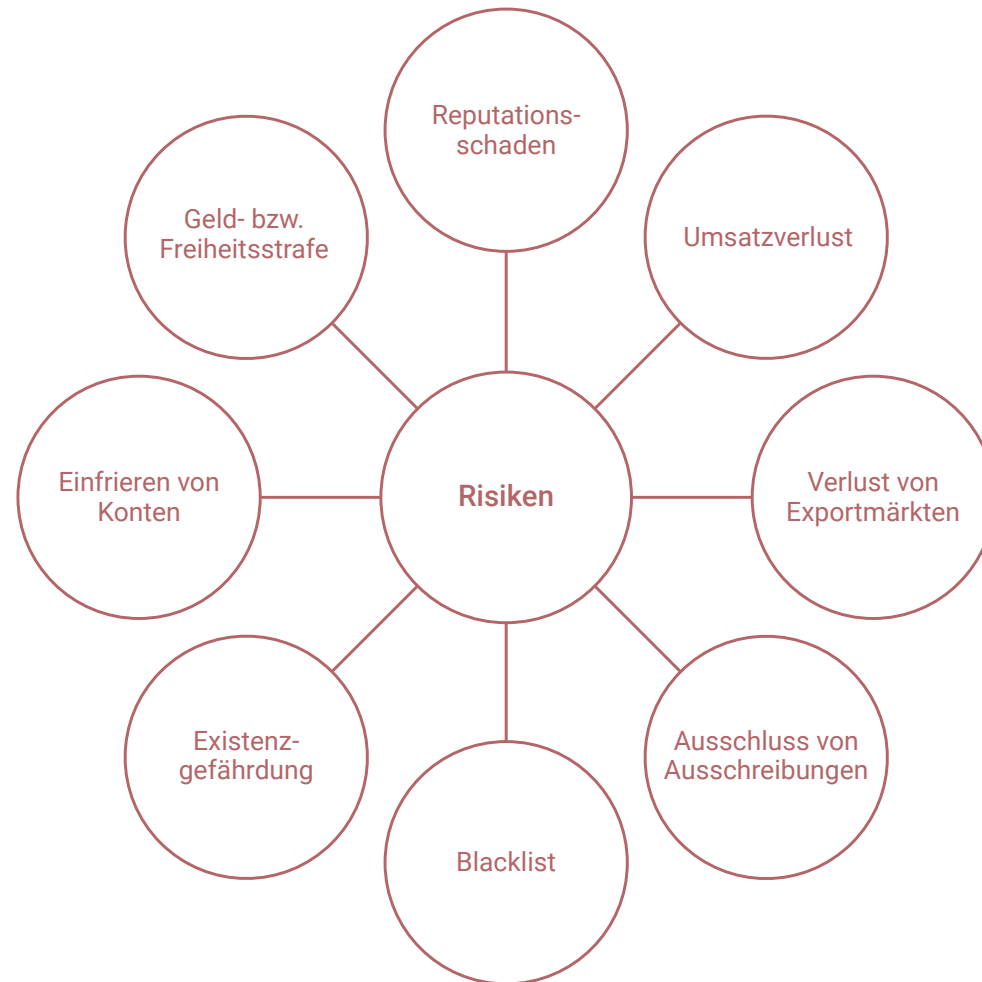 Reputations-
schaden
Geld- bzw.
Freiheitsstrafe
Umsatzverlust
Einfrieren von
Konten
Risiken
Verlust von
Exportmärkten
Existenz-
gefährdung
Ausschluss von
Ausschreibungen
Blacklist